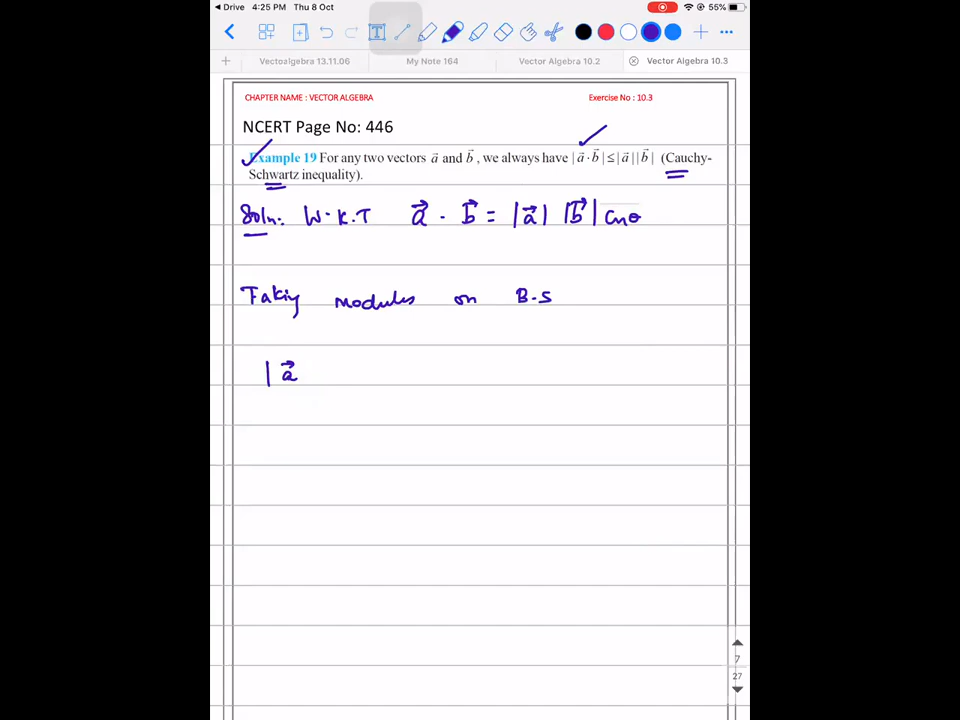 Drive 4:25 PM Thu 8 Oct 55%
Vectoalgebra 13.11.06 My Note 164 Vector Algebra 10.2 Vector Algebra 10.3
CHAPTER NAME : VECTOR ALGEBRA Exercise No : 10.3
NCERT Page No: 446
Example 19 For any two vectors a⃗ and b⃗, we always have |a⃗ · b⃗| ≤ |a⃗||b⃗| (Cauchy-
Schwartz inequality).
Soln: W.K.T a⃗ · b⃗ = |a⃗| |b⃗| cosθ
Taking modules on B.S
|a⃗
7
27